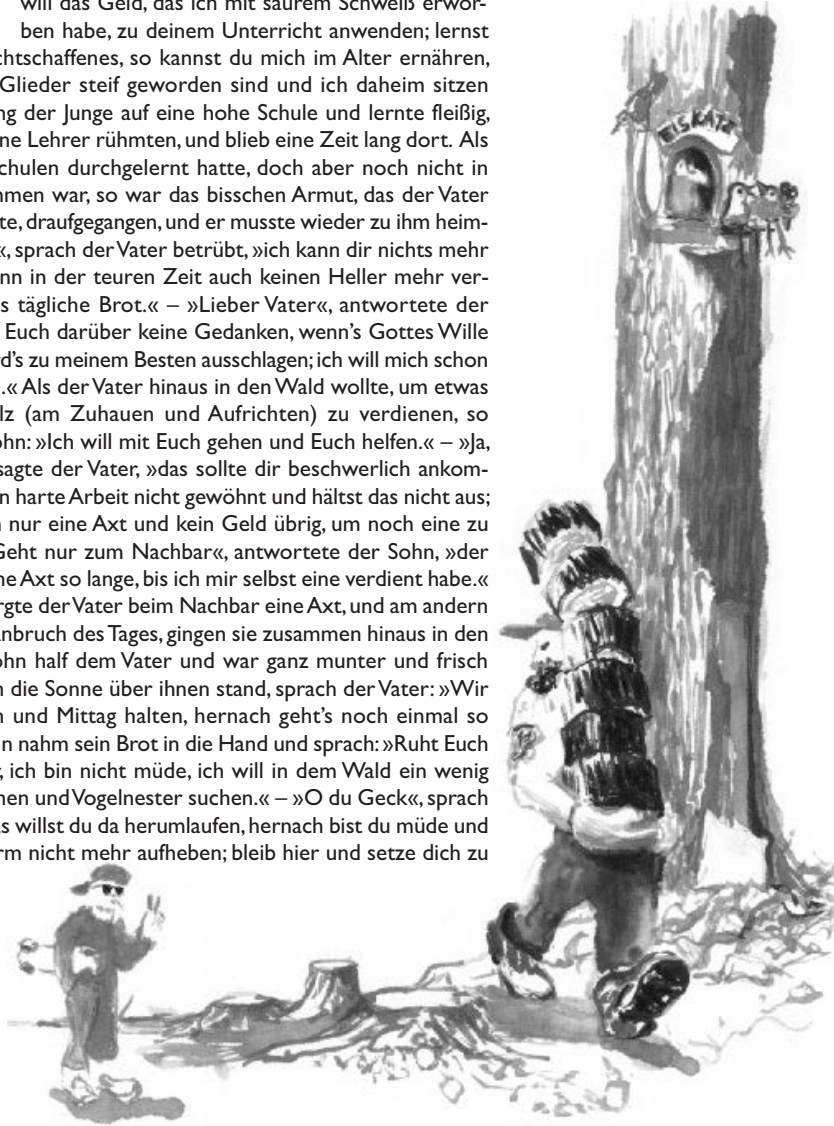 will das Geld, das ich mit saurem Schweiß erwor-
ben habe, zu deinem Unterricht anwenden; lernst
chtschaffenes, so kannst du mich im Alter ernähren,
Glieder steif geworden sind und ich daheim sitzen
ng der Junge auf eine hohe Schule und lernte fleißig,
ne Lehrer rühmten, und blieb eine Zeit lang dort. Als
chulen durchgelernt hatte, doch aber noch nicht in
mmen war, so war das bisschen Armut, das der Vater
te, draufgegangen, und er musste wieder zu ihm heim-
«, sprach der Vater betrübt, »ich kann dir nichts mehr
nn in der teuren Zeit auch keinen Heller mehr ver-
s tägliche Brot.« – »Lieber Vater«, antwortete der
Euch darüber keine Gedanken, wenn’s Gottes Wille
rd’s zu meinem Besten ausschlagen; ich will mich schon
.« Als der Vater hinaus in den Wald wollte, um etwas
lz (am Zuhauen und Aufrichten) zu verdienen, so
ohn: »Ich will mit Euch gehen und Euch helfen.« – »Ja,
sagte der Vater, »das sollte dir beschwerlich ankom-
n harte Arbeit nicht gewöhnt und hältst das nicht aus;
h nur eine Axt und kein Geld übrig, um noch eine zu
Geht nur zum Nachbar«, antwortete der Sohn, »der
ne Axt so lange, bis ich mir selbst eine verdient habe.«
rgte der Vater beim Nachbar eine Axt, und am andern
nbruch des Tages, gingen sie zusammen hinaus in den
ohn half dem Vater und war ganz munter und frisch
n die Sonne über ihnen stand, sprach der Vater: »Wir
n und Mittag halten, hernach geht’s noch einmal so
n nahm sein Brot in die Hand und sprach: »Ruht Euch
r, ich bin nicht müde, ich will in dem Wald ein wenig
hen und Vogelnester suchen.« – »O du Geck«, sprach
as willst du da herumlaufen, hernach bist du müde und
rm nicht mehr aufheben; bleib hier und setze dich zu